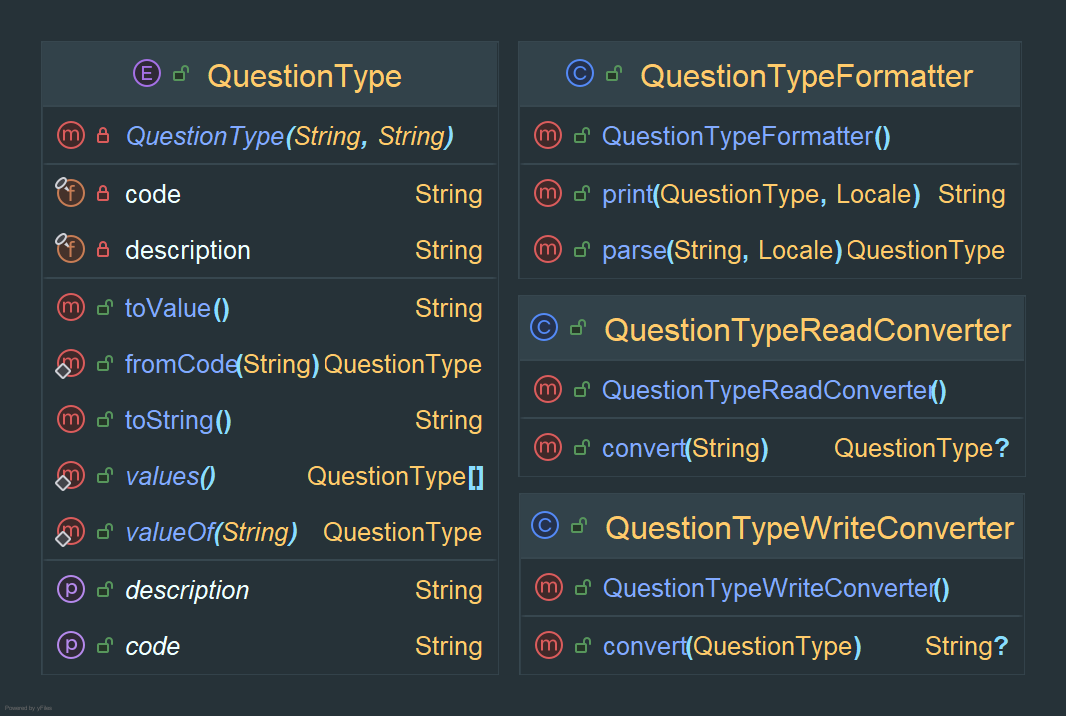 QuestionType
QuestionType(String, String)
code String
description String
toValue() String
fromCode(String) QuestionType
toString() String
values() QuestionType[]
valueOf(String) QuestionType
description String
code String
QuestionTypeFormatter
QuestionTypeFormatter()
print(QuestionType, Locale) String
parse(String, Locale) QuestionType
QuestionTypeReadConverter
QuestionTypeReadConverter()
convert(String) QuestionType?
QuestionTypeWriteConverter
QuestionTypeWriteConverter()
convert(QuestionType) String?
Powered by yFiles